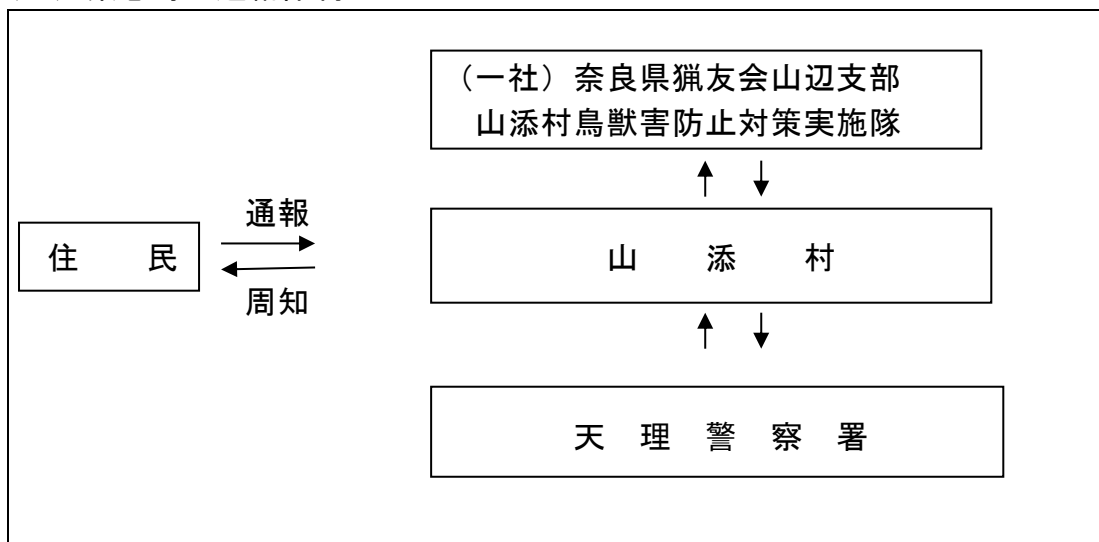 （一社）奈良県猟友会山辺支部
山添村鳥獣害防止対策実施隊
通報
住　民
山　添　村
周知
天　理　警　察　署